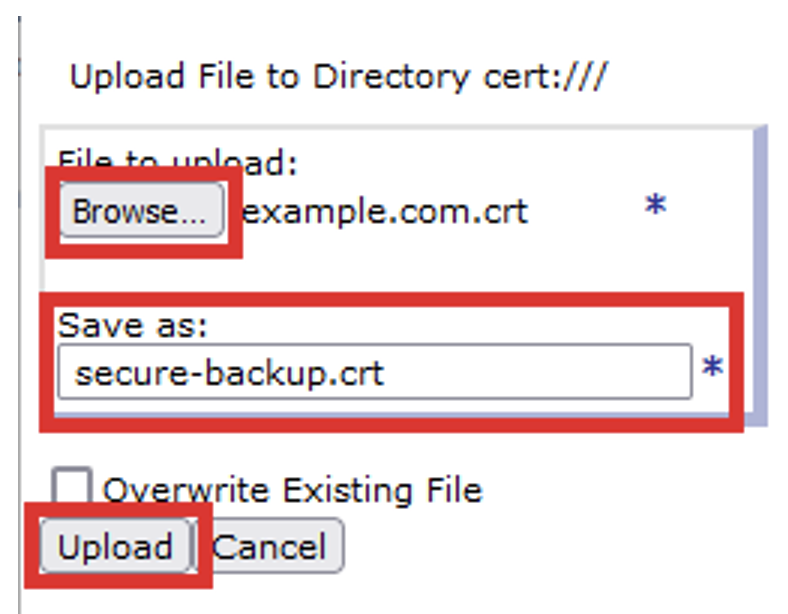 Upload File to Directory cert:///
File to upload:
Browse... example.com.crt *
Save as:
secure-backup.crt *
Overwrite Existing File
Upload Cancel